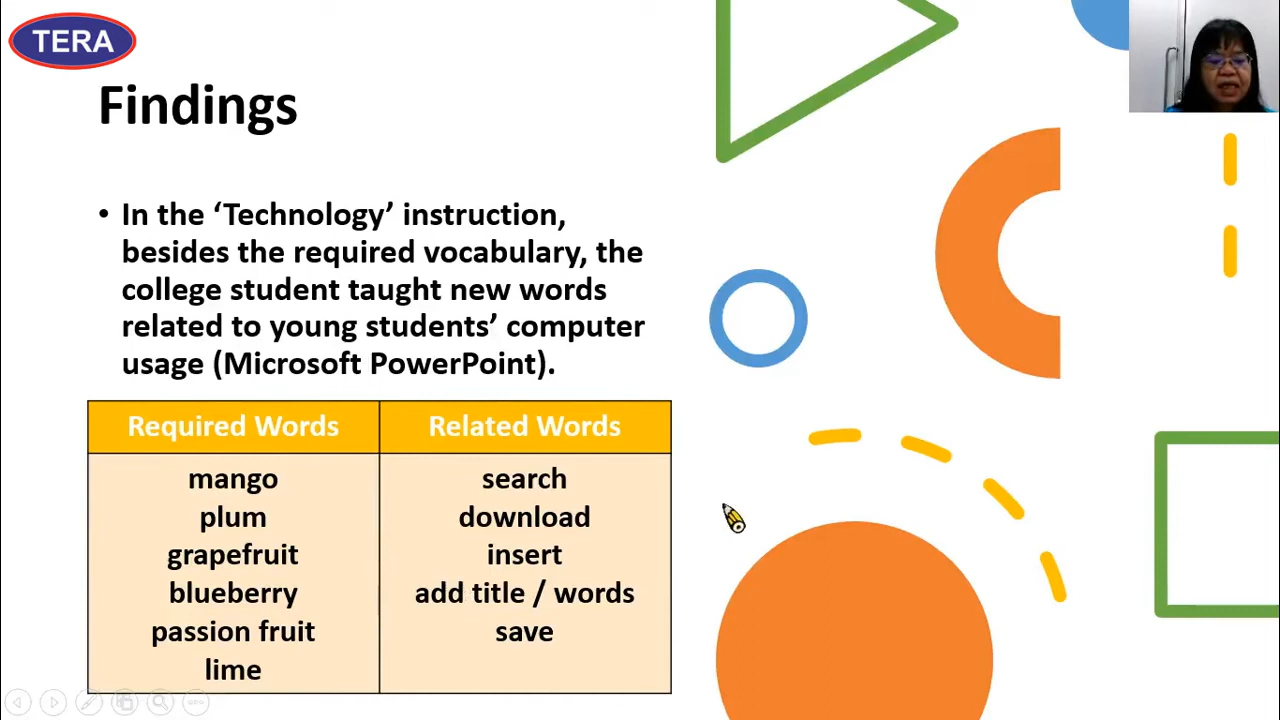 TERA
Findings
• In the ‘Technology’ instruction,
besides the required vocabulary, the
college student taught new words
related to young students’ computer
usage (Microsoft PowerPoint).
Required Words
mango
plum
grapefruit
blueberry
passion fruit
lime
Related Words
search
download
insert
add title / words
save